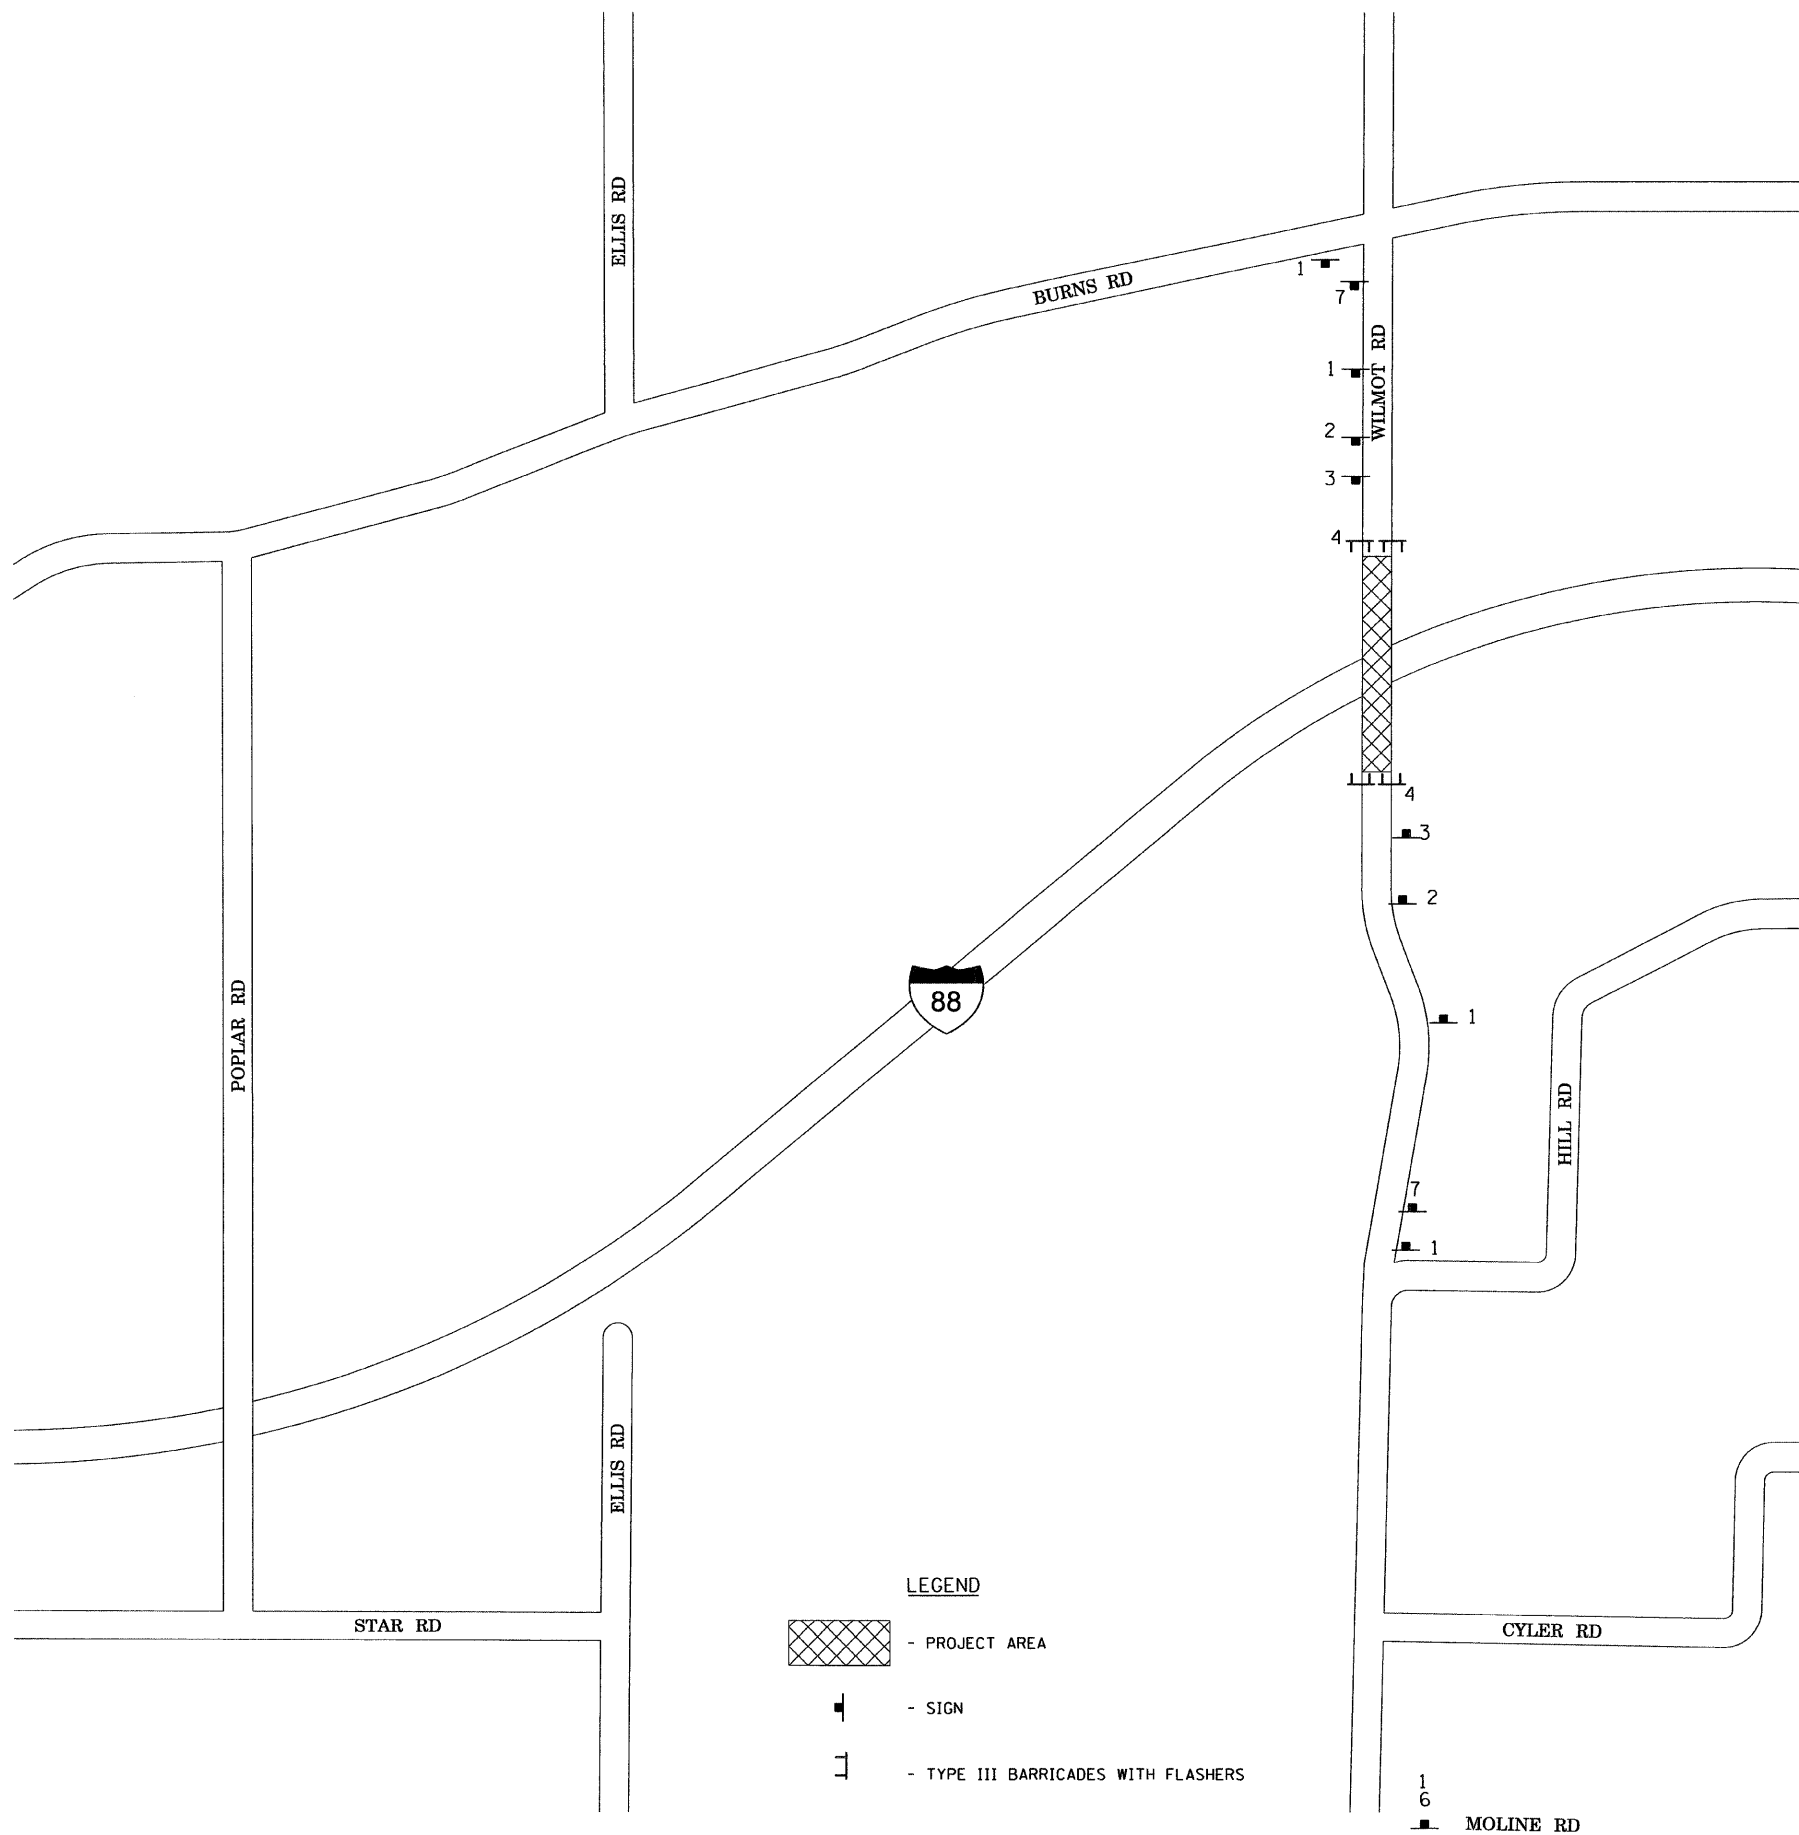 ELLIS RD
BURNS RD
1
7
WILMOT RD
1
2
3
4
4
3
2
88
1
POPLAR RD
HILL RD
7
1
ELLIS RD
STAR RD
CYLER RD
LEGEND
- PROJECT AREA
- SIGN
- TYPE III BARRICADES WITH FLASHERS
1
6
MOLINE RD